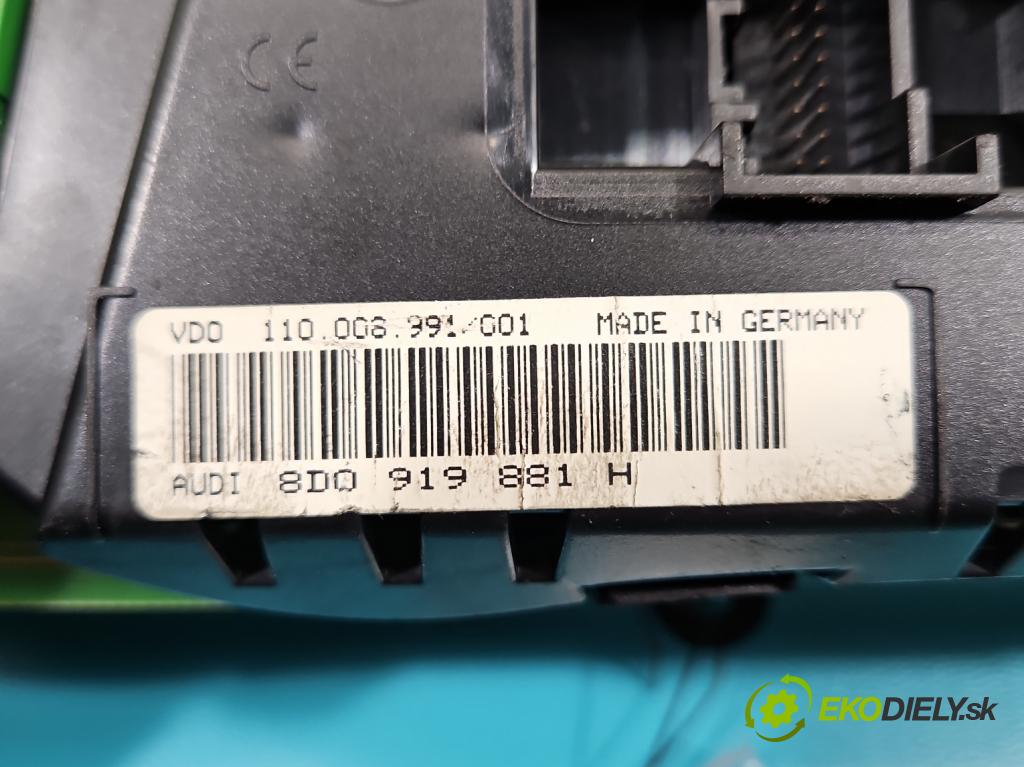 CE
VDO 110.008.991/001 MADE IN GERMANY
AUDI 8D0 919 881 H
EKODIELY.sk